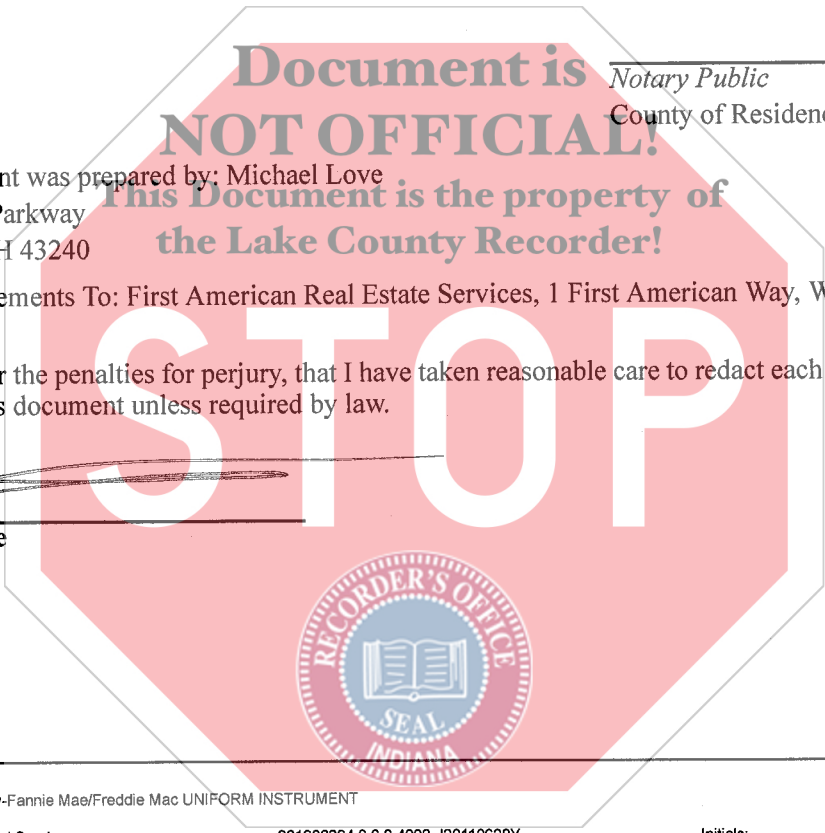 Document is
Notary Public
County of Residenc
NOT OFFICIAL!
nt was prepared by: Michael Love
This Document is the property of
Parkway
the Lake County Recorder!
H 43240
ements To: First American Real Estate Services, 1 First American Way, W
STOP
r the penalties for perjury, that I have taken reasonable care to redact each
s document unless required by law.
e
RECORDER'S OFFICE
SEAL
INDIANA
-Fannie Mae/Freddie Mac UNIFORM INSTRUMENT
Initials: